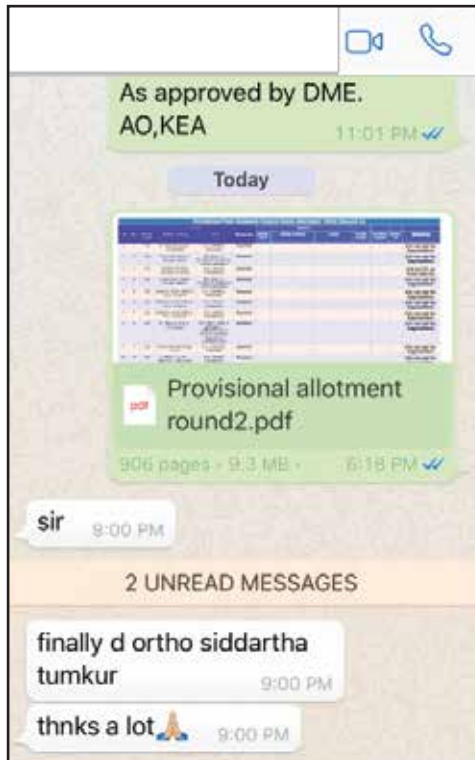 As approved by DME.
AO,KEA
11:01 PM
Today
pdf
Provisional allotment
round2.pdf
906 pages • 9.3 MB •
6:18 PM
sir
9:00 PM
2 UNREAD MESSAGES
finally d ortho siddartha
tumkur
9:00 PM
thnks a lot🙏🏼
9:00 PM